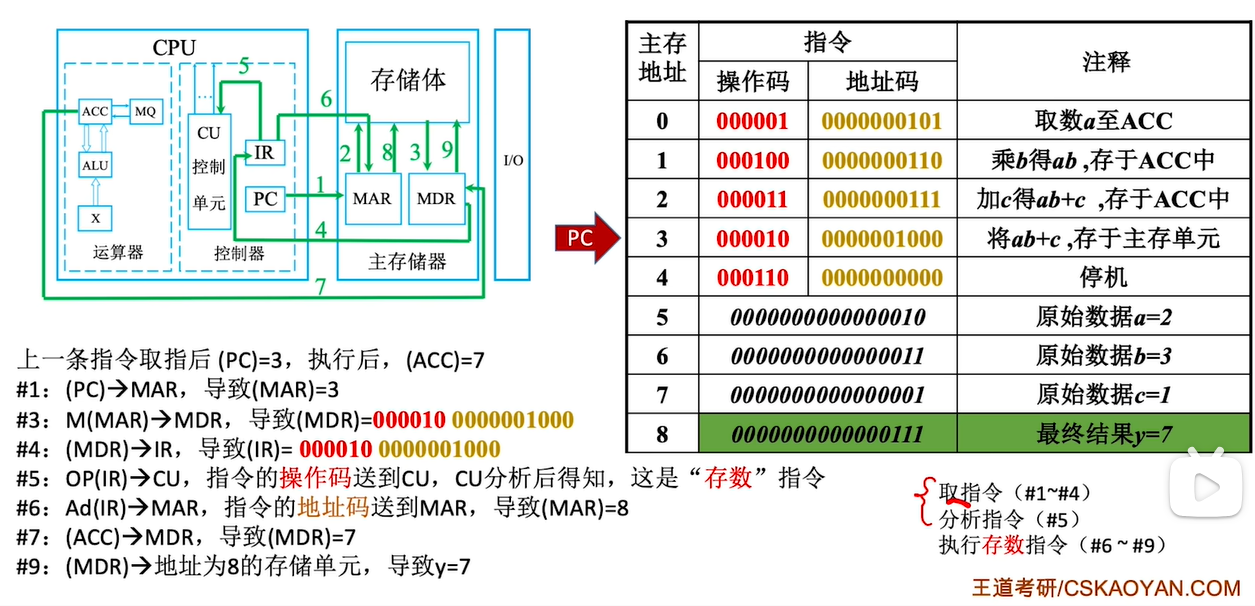 CPU
5
ACC
MQ
ALU
X
运算器
...
CU
控制
单元
IR
PC
控制器
6
1
4
7
存储体
2
8
3
9
MAR
MDR
主存储器
I/O
PC
主存
地址
指令
注释
操作码 地址码
0 000001 0000000101 取数a至ACC
1 000100 0000000110 乘b得ab ,存于ACC中
2 000011 0000000111 加c得ab+c ,存于ACC中
3 000010 0000001000 将ab+c ,存于主存单元
4 000110 0000000000 停机
5 0000000000000010 原始数据a=2
6 0000000000000011 原始数据b=3
7 0000000000000001 原始数据c=1
8 0000000000000111 最终结果y=7
上一条指令取指后 (PC)=3，执行后，(ACC)=7
#1：(PC)→MAR，导致(MAR)=3
#3：M(MAR)→MDR，导致(MDR)=000010 0000001000
#4：(MDR)→IR，导致(IR)= 000010 0000001000
#5：OP(IR)→CU，指令的操作码送到CU，CU分析后得知，这是“存数”指令
#6：Ad(IR)→MAR，指令的地址码送到MAR，导致(MAR)=8
#7：(ACC)→MDR，导致(MDR)=7
#9：(MDR)→地址为8的存储单元，导致y=7
取指令（#1~#4）
分析指令（#5）
执行存数指令（#6 ~ #9）
王道考研/CSKAOYAN.COM